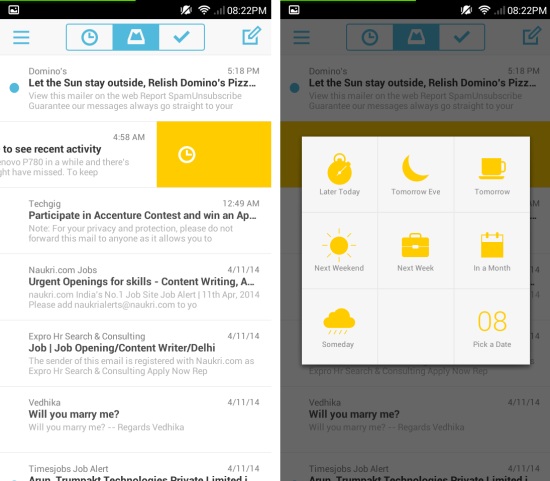 08:22PM
Domino's 5:18 PM
Let the Sun stay outside, Relish Domino's Pizz...
View this mailer on the web Report SpamUnsubscribe
Guarantee our messages always go straight to your
4:58 AM
to see recent activity
enovo P780 in a while and there's
ght have missed. To keep
Techgig 12:49 AM
Participate in Accenture Contest and win an Ap...
Note: For your privacy and protection, please do not
forward this mail to anyone as it allows you to
Naukri.com Jobs 4/11/14
Urgent Openings for skills - Content Writing, A...
naukri.com India's No.1 Job Site Job Alert | 11th Apr, 2014
Please add naukrialerts@naukri.com to yo
Expro Hr Search & Consulting 4/11/14
Job | Job Opening/Content Writer/Delhi
The sender of this email is registered with Naukri.com as
Expro Hr Search & Consulting Apply Now Rep
Vedhika 4/11/14
Will you marry me?
Will you marry me? -- Regards Vedhika
Timesjobs Job Alert 4/11/14
Arun, Trumpakt Technologies Private Limited i
08:22PM
Domino's 5:18 PM
Let the Sun stay outside, Relish Domino's Pizz...
View this mailer on the web Report SpamUnsubscribe
Guarantee our messages always go straight to your
Later Today
Tomorrow Eve
Tomorrow
Next Weekend
Next Week
In a Month
Someday
08
Pick a Date
Expro Hr Search & Consulting Apply Now Rep
Vedhika 4/11/14
Will you marry me?
Will you marry me? -- Regards Vedhika
Timesjobs Job Alert 4/11/14
Arun, Trumpakt Technologies Private Limited i